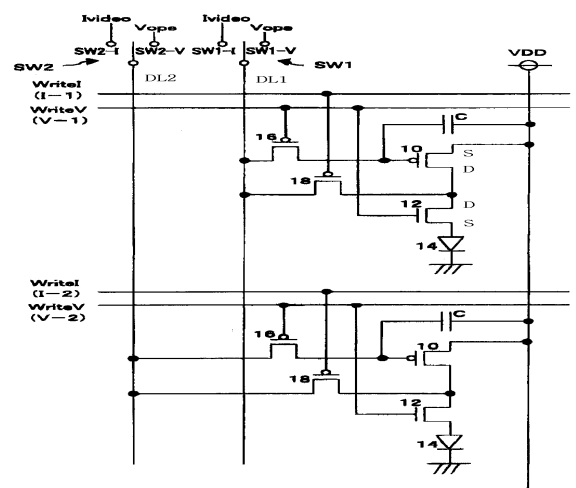 Ivideo Ivideo
Vope Vope
SW2-I SW2-V SW1-I SW1-V
SW2 SW1 VDD
DL2 DL1
WriteI
(I-1)
WriteV
(V-1)
C
16
10 S
D
18
D
12
S
14
WriteI
(I-2)
WriteV
(V-2)
C
16
10
18
12
14